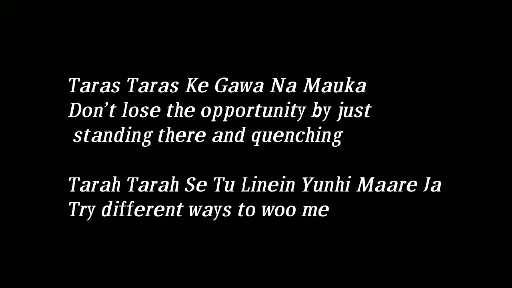 Taras Taras Ke Gawa Na Mauka
Don't lose the opportunity by just
standing there and quenching
Tarah Tarah Se Tu Linein Yunhi Maare Ja
Try different ways to woo me